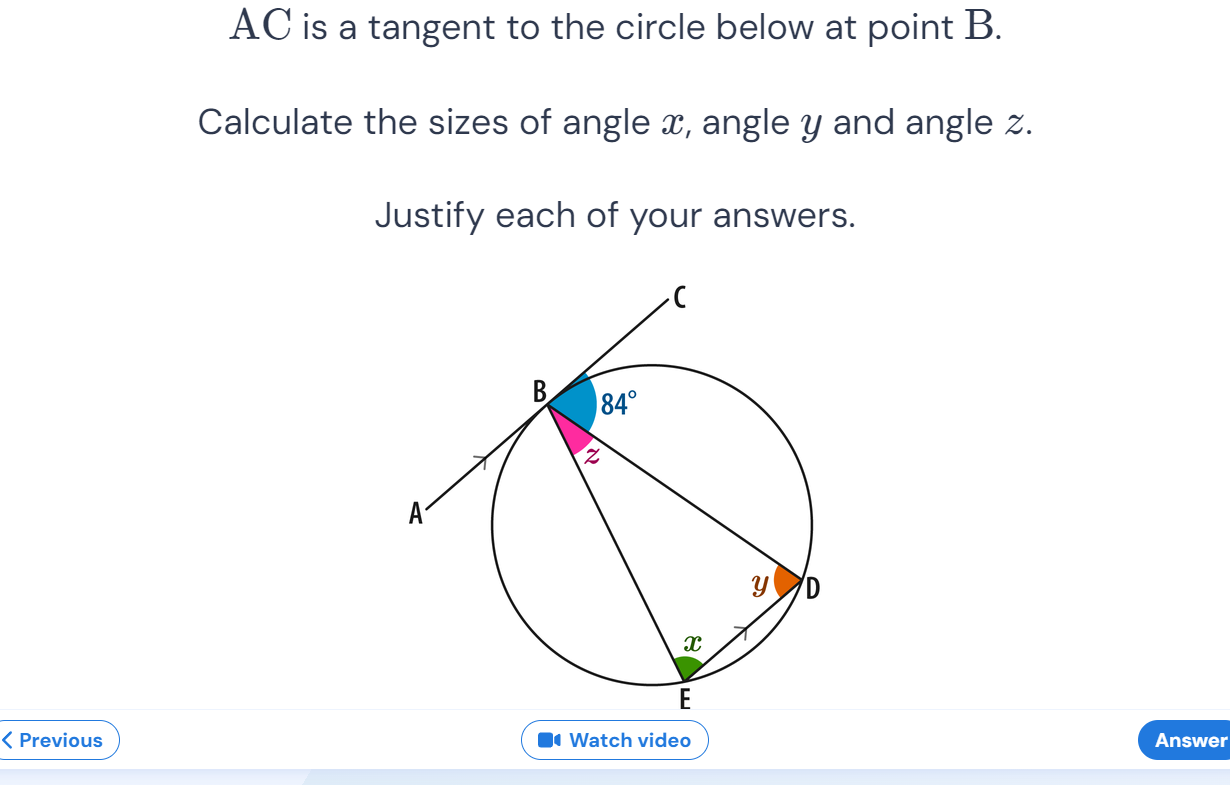 AC is a tangent to the circle below at point B.
Calculate the sizes of angle x, angle y and angle z.
Justify each of your answers.
C
B
84°
z
A
y
D
x
E
Previous
Watch video
Answer